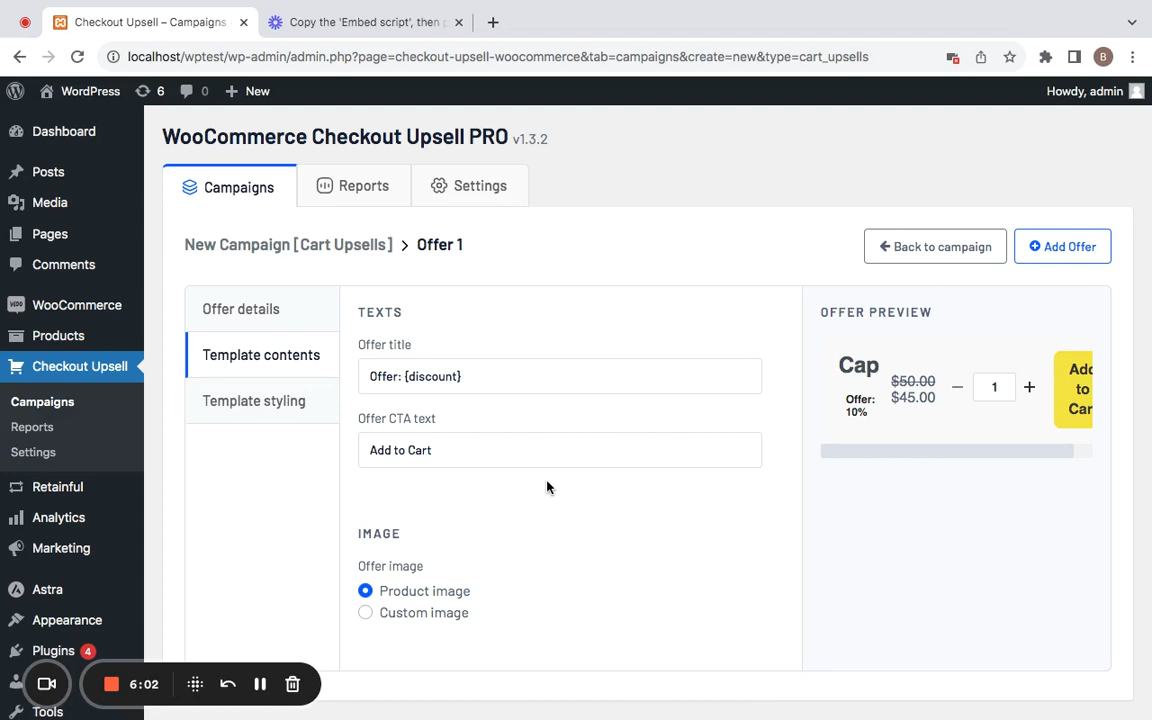 Checkout Upsell – Campaigns
Copy the 'Embed script', then p
localhost/wptest/wp-admin/admin.php?page=checkout-upsell-woocommerce&tab=campaigns&create=new&type=cart_upsells
B
WordPress 6 0 New
Howdy, admin
Dashboard
Posts
Media
Pages
Comments
WooCommerce
Products
Checkout Upsell
Campaigns
Reports
Settings
Retainful
Analytics
Marketing
Astra
Appearance
Plugins 4
Tools
6:02
WooCommerce Checkout Upsell PRO v1.3.2
Campaigns
Reports
Settings
New Campaign [Cart Upsells] > Offer 1
Back to campaign
Add Offer
Offer details
Template contents
Template styling
TEXTS
Offer title
Offer: {discount}
Offer CTA text
Add to Cart
IMAGE
Offer image
Product image
Custom image
OFFER PREVIEW
Cap
Offer:
10%
$50.00
$45.00
1
Add
to
Car